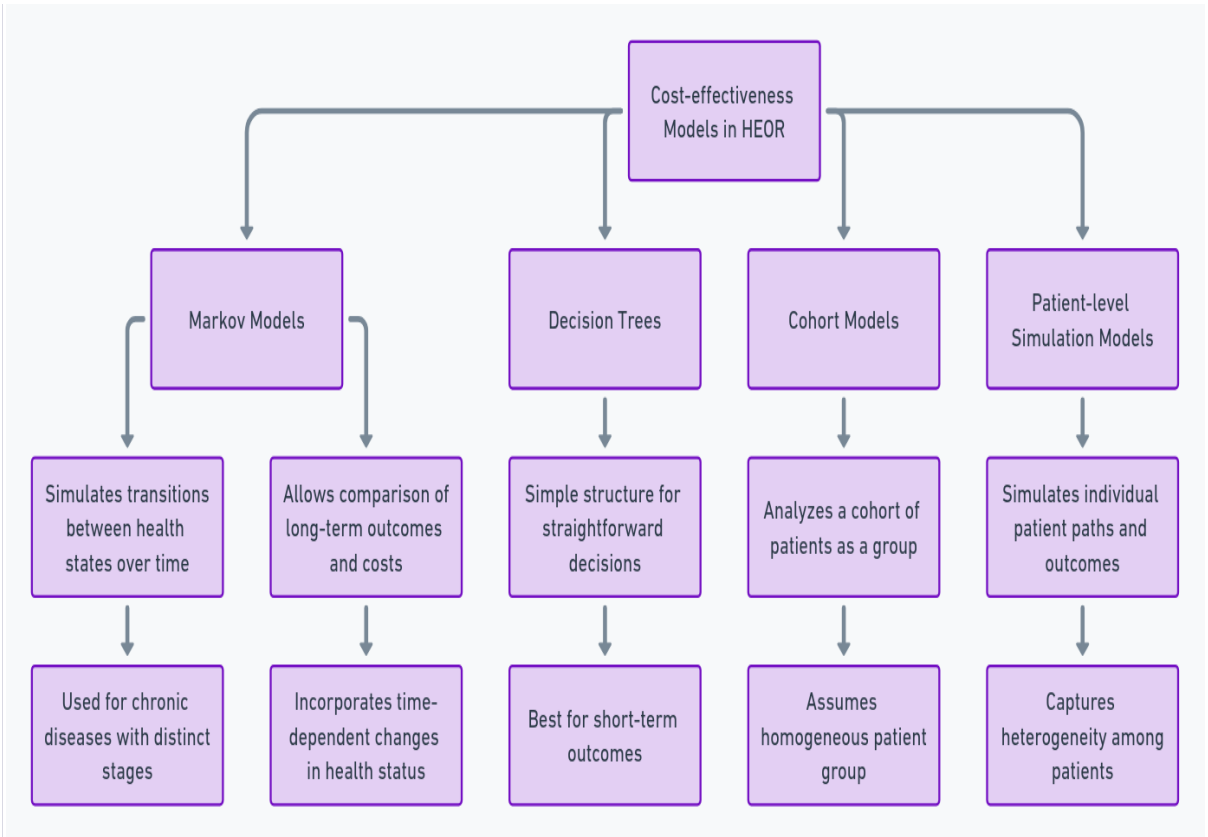 Cost-effectiveness
Models in HEOR
Markov Models
Decision Trees
Cohort Models
Patient-level
Simulation Models
Simulates transitions
between health
states over time
Allows comparison of
long-term outcomes
and costs
Simple structure for
straightforward
decisions
Analyzes a cohort of
patients as a group
Simulates individual
patient paths and
outcomes
Used for chronic
diseases with distinct
stages
Incorporates time-
dependent changes
in health status
Best for short-term
outcomes
Assumes
homogeneous patient
group
Captures
heterogeneity among
patients